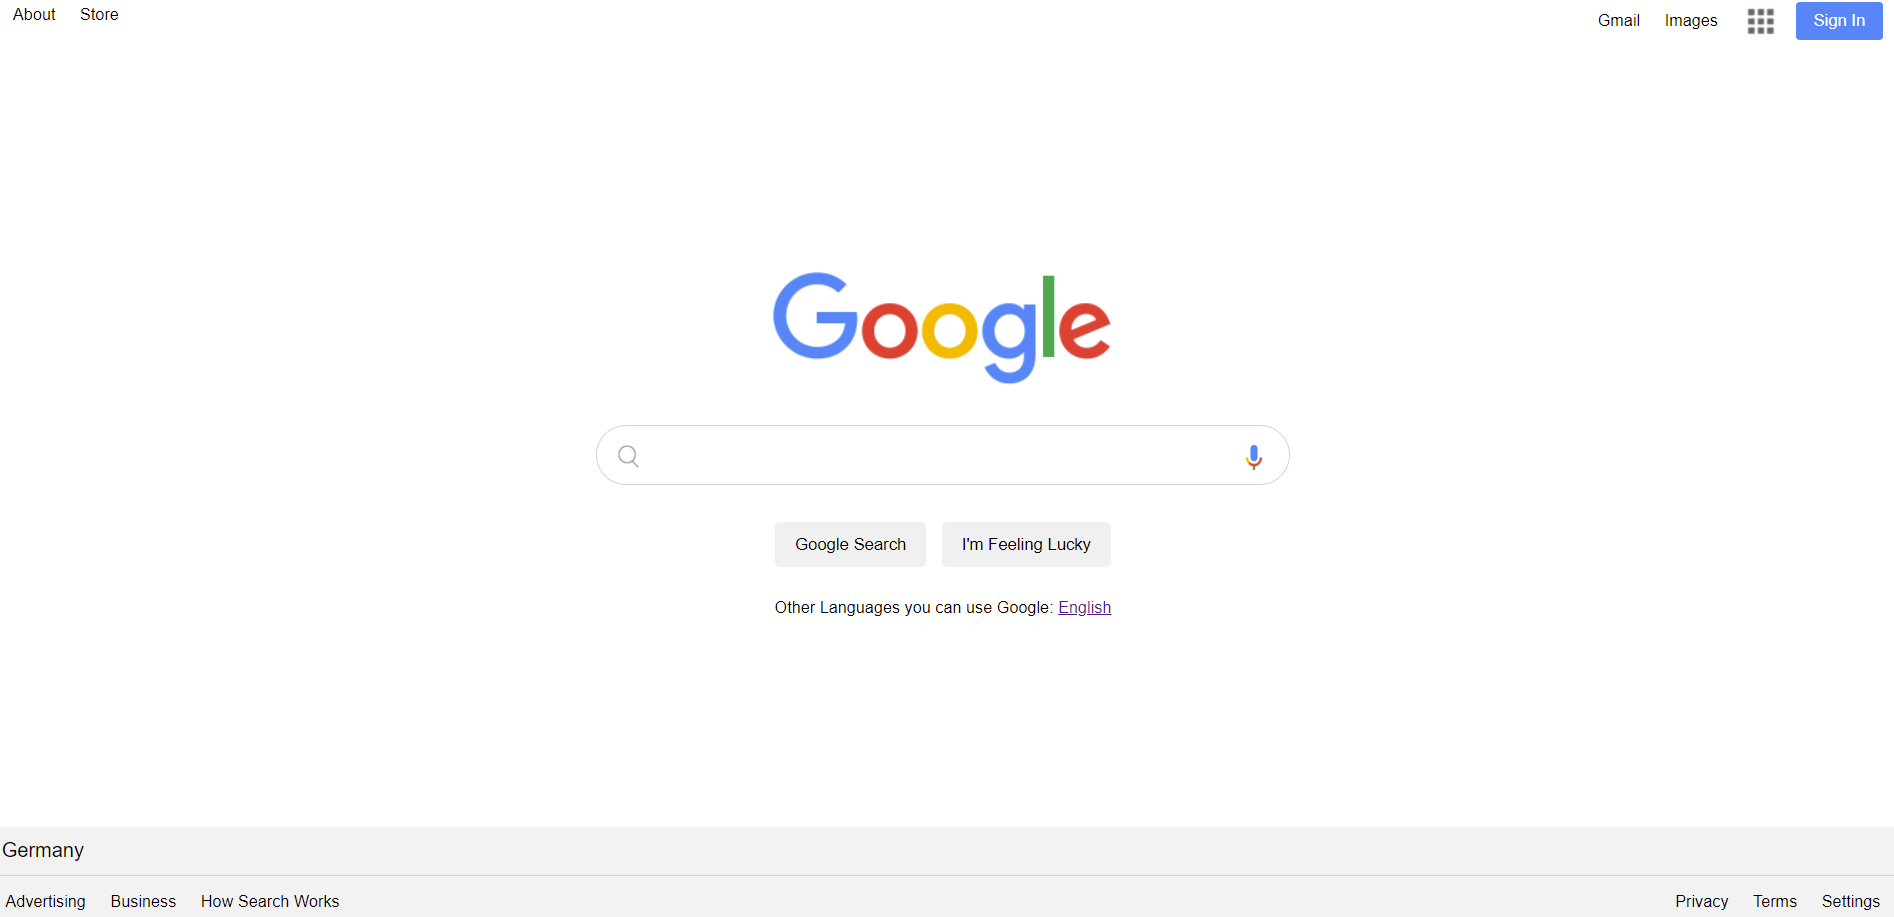 About Store Gmail Images Sign In
Google
Google Search I'm Feeling Lucky
Other Languages you can use Google: English
Germany
Advertising Business How Search Works Privacy Terms Settings